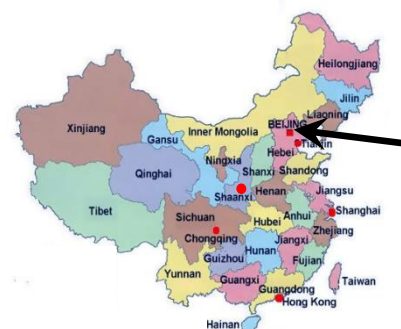 Heilongjiang
Jilin
Liaoning
BEIJING
Tianjin
Xinjiang
Inner Mongolia
Gansu
Hebei
Ningxia
Shanxi
Shandong
Qinghai
Shaanxi
Henan
Jiangsu
Tibet
Anhui
Shanghai
Sichuan
Hubei
Zhejiang
Chongqing
Hunan
Jiangxi
Guizhou
Fujian
Yunnan
Guangxi
Guangdong
Taiwan
Hong Kong
Hainan